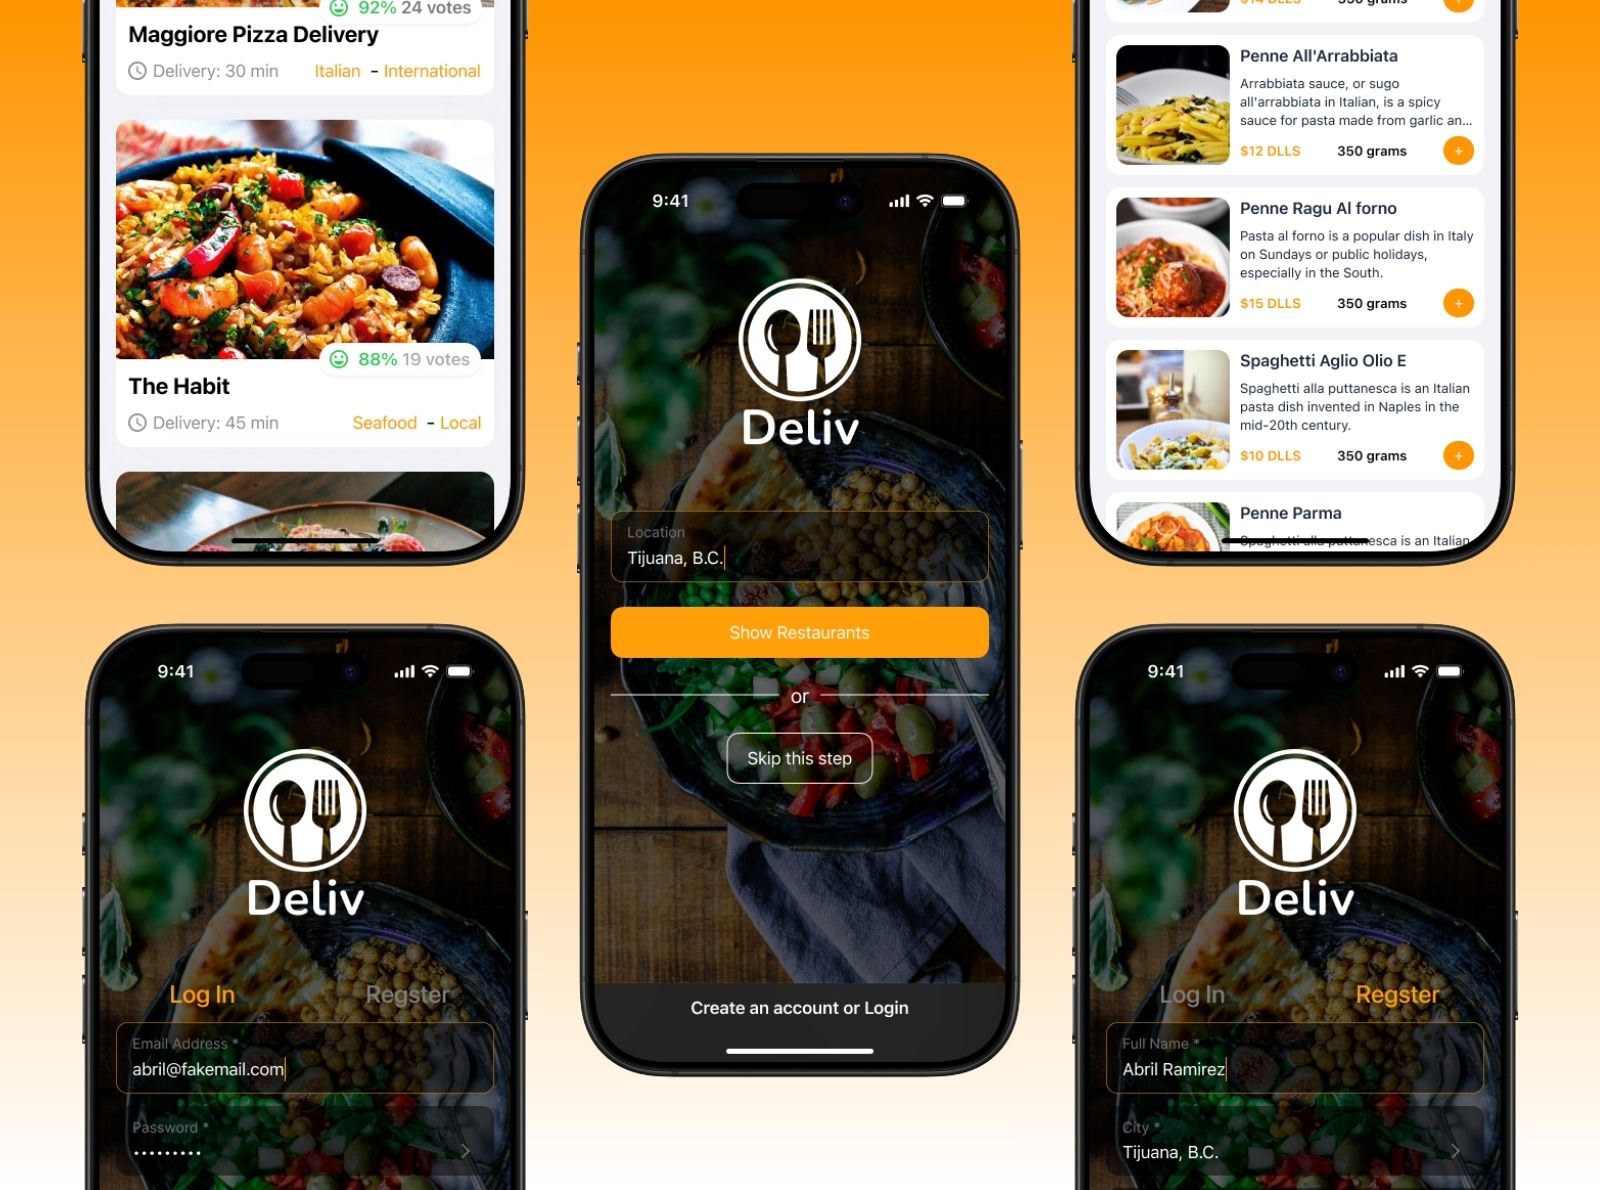 92% 24 votes
Maggiore Pizza Delivery
Delivery: 30 min Italian - International
88% 19 votes
The Habit
Delivery: 45 min Seafood - Local
9:41
Deliv
Log In Regster
Email Address *
abril@fakemail.com
Password *
9:41
Deliv
Location
Tijuana, B.C.
Show Restaurants
or
Skip this step
Create an account or Login
$14 DLLS 350 grams +
Penne All'Arrabbiata
Arrabbiata sauce, or sugo
all'arrabbiata in Italian, is a spicy
sauce for pasta made from garlic an...
$12 DLLS 350 grams +
Penne Ragu Al forno
Pasta al forno is a popular dish in Italy
on Sundays or public holidays,
especially in the South.
$15 DLLS 350 grams +
Spaghetti Aglio Olio E
Spaghetti alla puttanesca is an Italian
pasta dish invented in Naples in the
mid-20th century.
$10 DLLS 350 grams +
Penne Parma
Spaghetti alla puttanesca is an Italian
9:41
Deliv
Log In Regster
Full Name *
Abril Ramirez
City *
Tijuana, B.C.